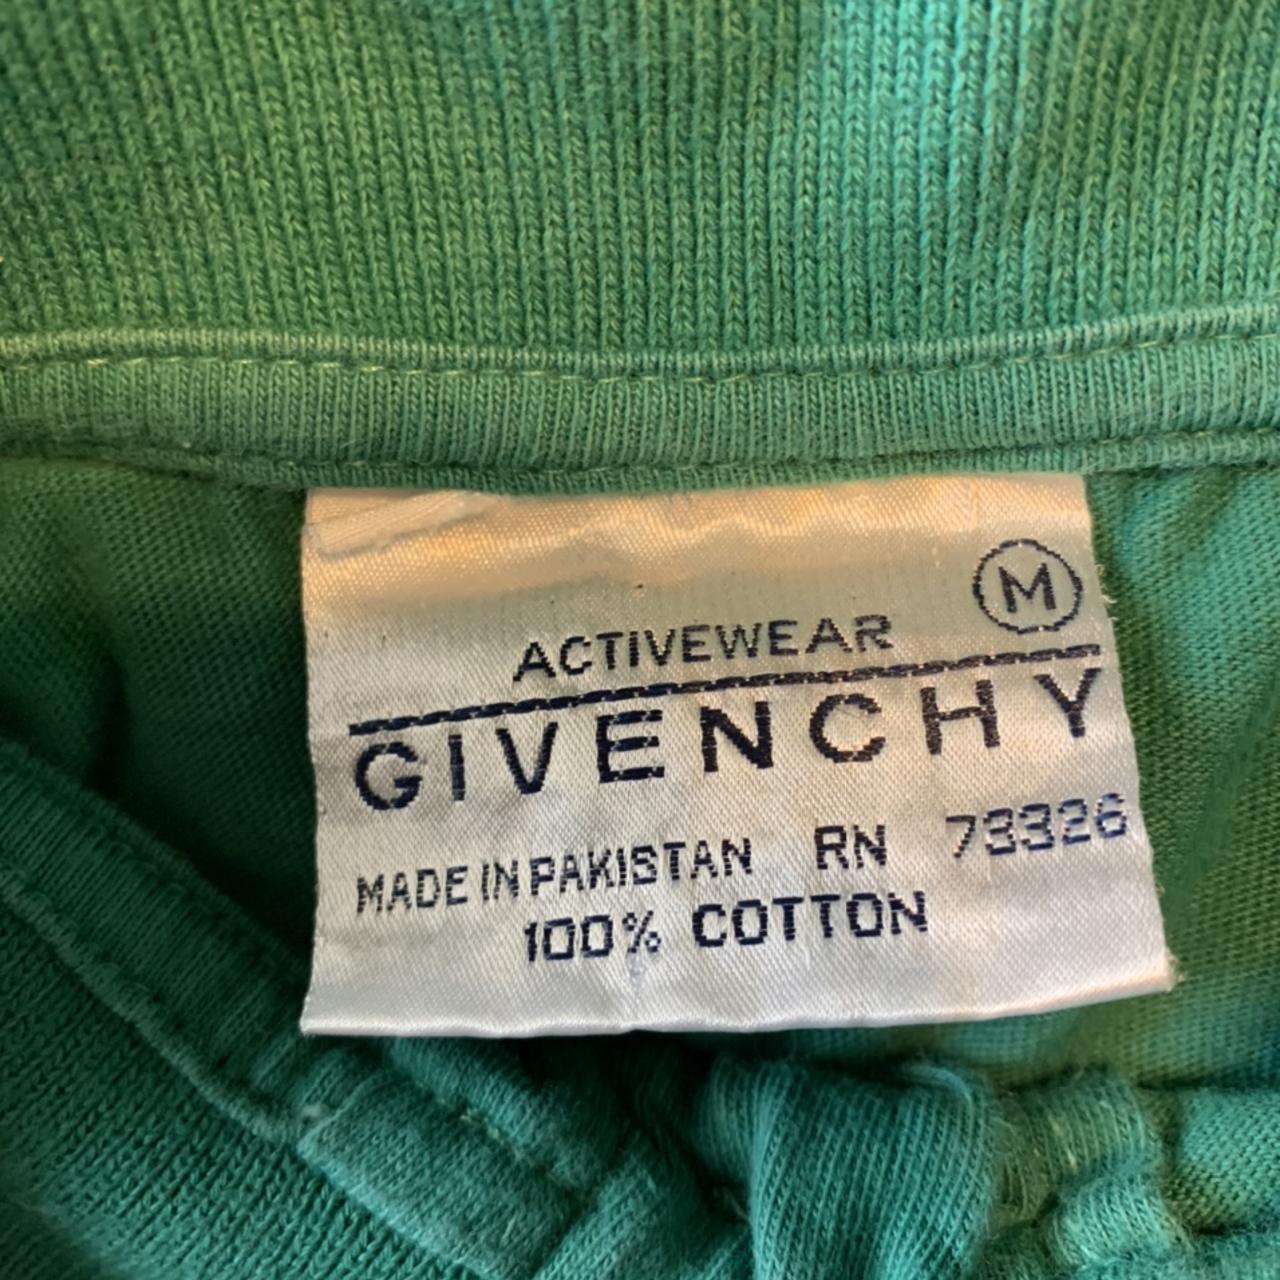 M
ACTIVEWEAR
GIVENCHY
MADE IN PAKISTAN RN 73326
100% COTTON